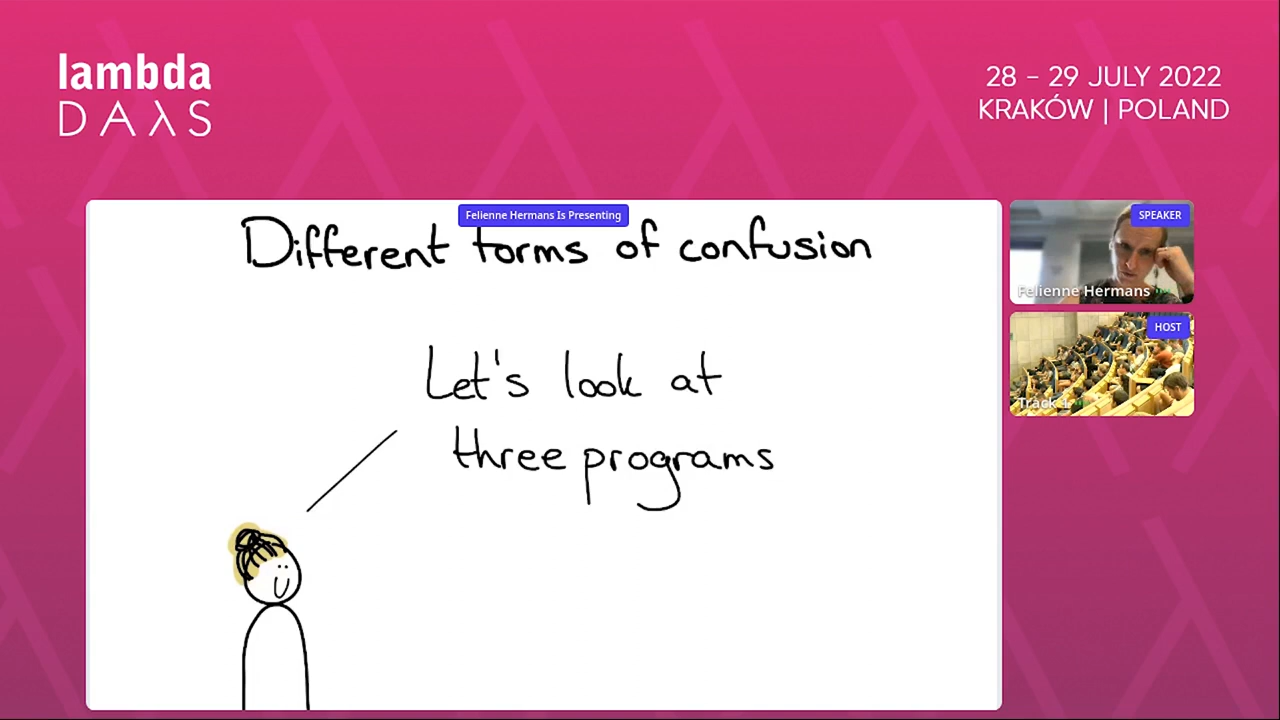 lambda
DAλS
28 – 29 JULY 2022
KRAKÓW | POLAND
Felienne Hermans Is Presenting
Different forms of confusion
Let's look at
three programs
SPEAKER
Felienne Hermans
HOST
Track 1